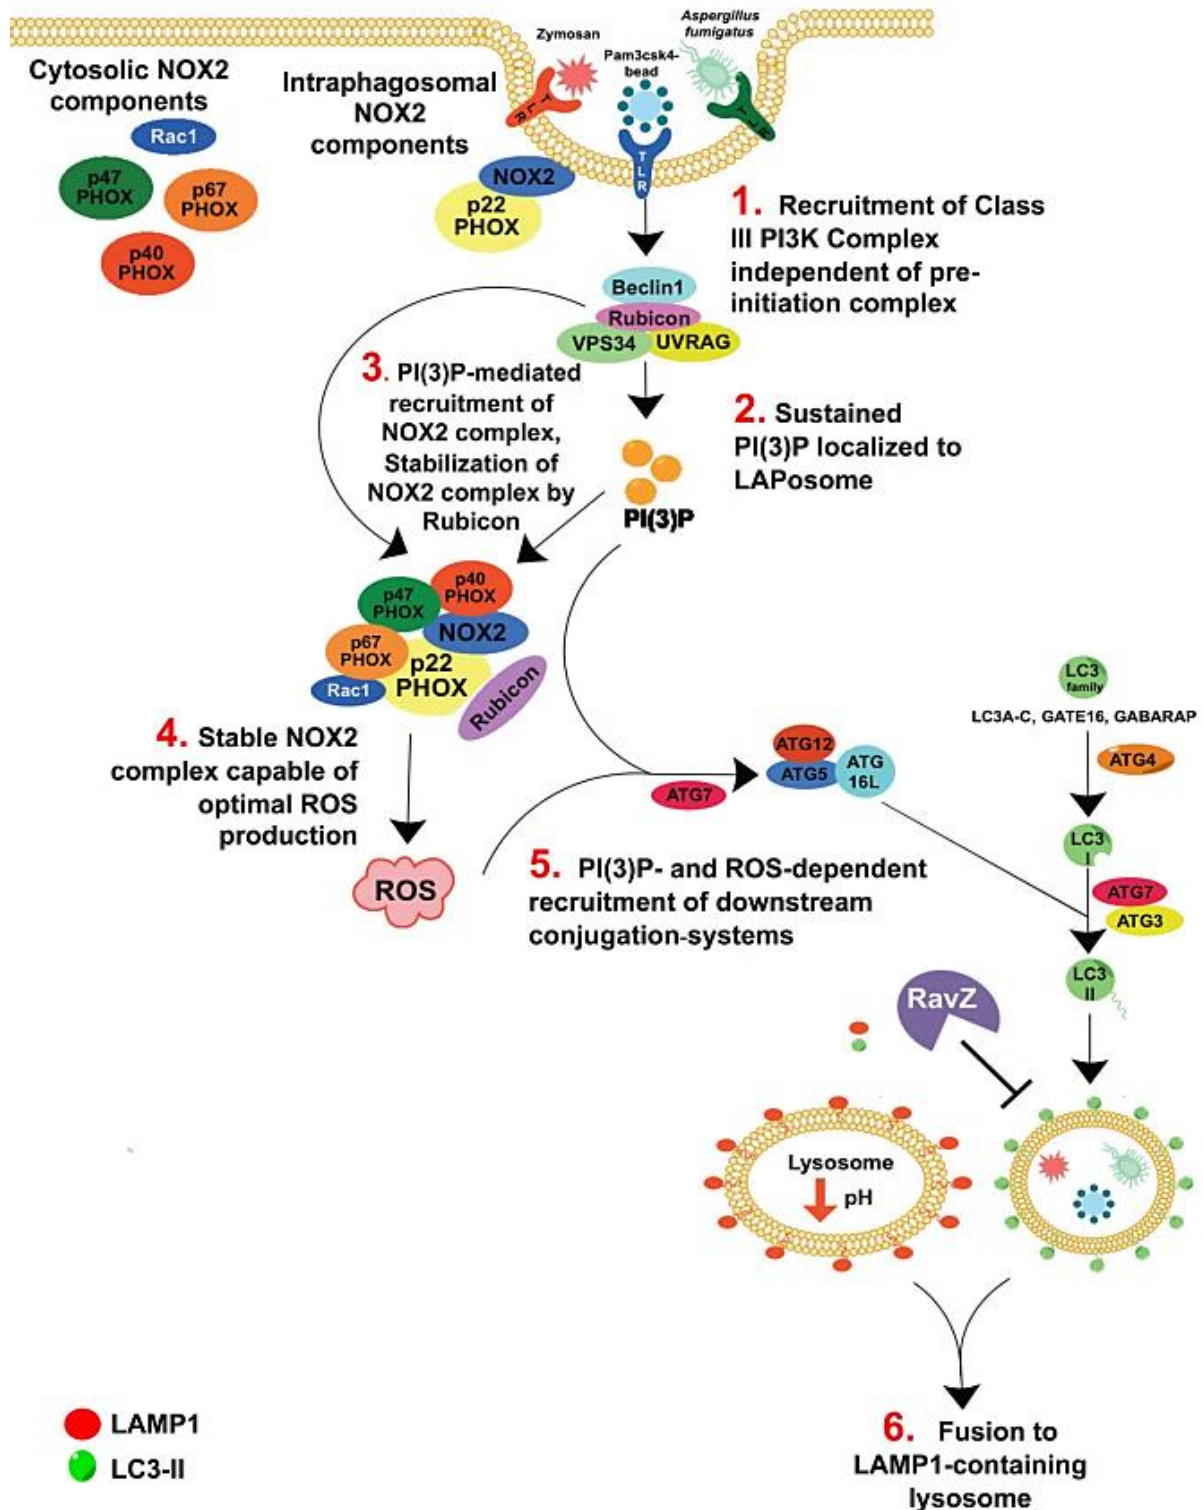 Zymosan
Pam3csk4-
bead
Aspergillus
fumigatus
TLR
TLR
TLR
Cytosolic NOX2
components
Rac1
p47
PHOX
p67
PHOX
p40
PHOX
Intraphagosomal
NOX2
components
NOX2
p22
PHOX
1. Recruitment of Class
III PI3K Complex
independent of pre-
initiation complex
Beclin1
Rubicon
VPS34
UVRAG
3. PI(3)P-mediated
recruitment of
NOX2 complex,
Stabilization of
NOX2 complex by
Rubicon
2. Sustained
PI(3)P localized to
LAPosome
PI(3)P
p47
PHOX
p40
PHOX
NOX2
p67
PHOX
p22
PHOX
Rac1
Rubicon
4. Stable NOX2
complex capable of
optimal ROS
production
ROS
ATG7
ATG12
ATG5
ATG
16L
5. PI(3)P- and ROS-dependent
recruitment of downstream
conjugation-systems
LC3
family
LC3A-C, GATE16, GABARAP
ATG4
LC3
I
ATG7
ATG3
LC3
II
RavZ
Lysosome
pH
6. Fusion to
LAMP1-containing
lysosome
LAMP1
LC3-II